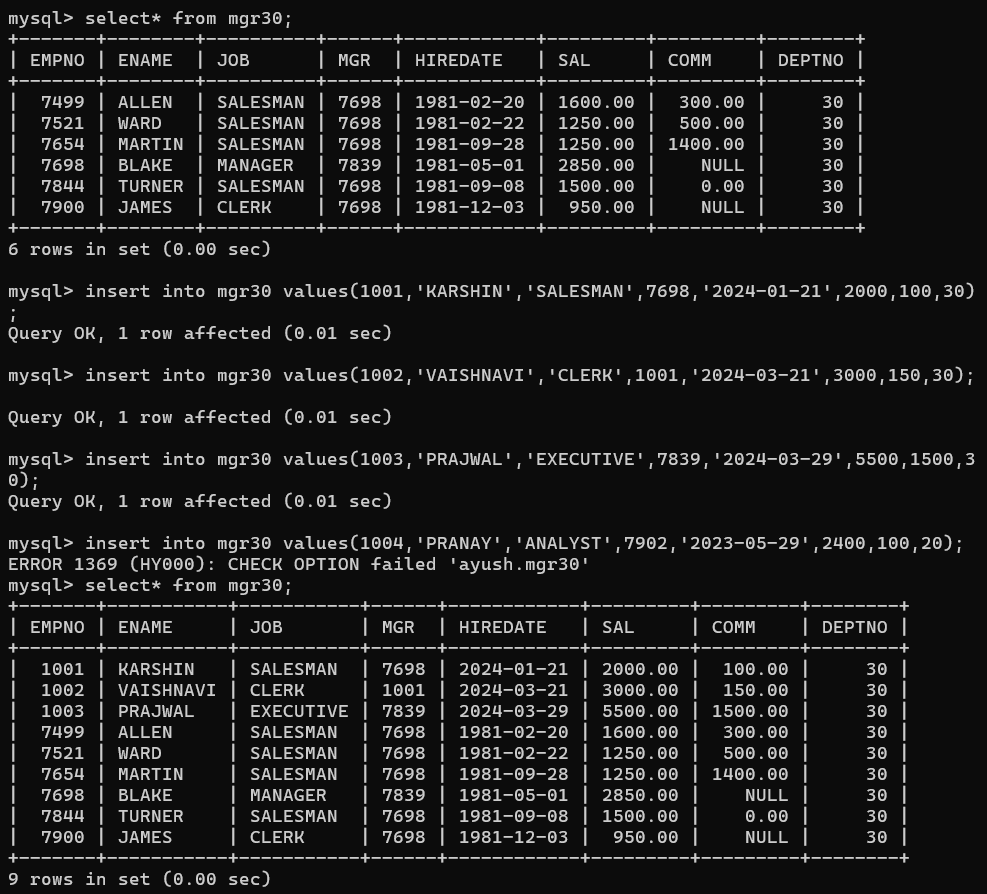 mysql> select* from mgr30;
+-------+--------+----------+------+------------+---------+---------+--------+
| EMPNO | ENAME  | JOB      | MGR  | HIREDATE   | SAL     | COMM    | DEPTNO |
+-------+--------+----------+------+------------+---------+---------+--------+
|  7499 | ALLEN  | SALESMAN | 7698 | 1981-02-20 | 1600.00 |  300.00 |     30 |
|  7521 | WARD   | SALESMAN | 7698 | 1981-02-22 | 1250.00 |  500.00 |     30 |
|  7654 | MARTIN | SALESMAN | 7698 | 1981-09-28 | 1250.00 | 1400.00 |     30 |
|  7698 | BLAKE  | MANAGER  | 7839 | 1981-05-01 | 2850.00 |    NULL |     30 |
|  7844 | TURNER | SALESMAN | 7698 | 1981-09-08 | 1500.00 |    0.00 |     30 |
|  7900 | JAMES  | CLERK    | 7698 | 1981-12-03 |  950.00 |    NULL |     30 |
+-------+--------+----------+------+------------+---------+---------+--------+
6 rows in set (0.00 sec)
mysql> insert into mgr30 values(1001,'KARSHIN','SALESMAN',7698,'2024-01-21',2000,100,30)
;
Query OK, 1 row affected (0.01 sec)
mysql> insert into mgr30 values(1002,'VAISHNAVI','CLERK',1001,'2024-03-21',3000,150,30);
Query OK, 1 row affected (0.01 sec)
mysql> insert into mgr30 values(1003,'PRAJWAL','EXECUTIVE',7839,'2024-03-29',5500,1500,3
0);
Query OK, 1 row affected (0.01 sec)
mysql> insert into mgr30 values(1004,'PRANAY','ANALYST',7902,'2023-05-29',2400,100,20);
ERROR 1369 (HY000): CHECK OPTION failed 'ayush.mgr30'
mysql> select* from mgr30;
+-------+-----------+-----------+------+------------+---------+---------+--------+
| EMPNO | ENAME     | JOB       | MGR  | HIREDATE   | SAL     | COMM    | DEPTNO |
+-------+-----------+-----------+------+------------+---------+---------+--------+
|  1001 | KARSHIN   | SALESMAN  | 7698 | 2024-01-21 | 2000.00 |  100.00 |     30 |
|  1002 | VAISHNAVI | CLERK     | 1001 | 2024-03-21 | 3000.00 |  150.00 |     30 |
|  1003 | PRAJWAL   | EXECUTIVE | 7839 | 2024-03-29 | 5500.00 | 1500.00 |     30 |
|  7499 | ALLEN     | SALESMAN  | 7698 | 1981-02-20 | 1600.00 |  300.00 |     30 |
|  7521 | WARD      | SALESMAN  | 7698 | 1981-02-22 | 1250.00 |  500.00 |     30 |
|  7654 | MARTIN    | SALESMAN  | 7698 | 1981-09-28 | 1250.00 | 1400.00 |     30 |
|  7698 | BLAKE     | MANAGER   | 7839 | 1981-05-01 | 2850.00 |    NULL |     30 |
|  7844 | TURNER    | SALESMAN  | 7698 | 1981-09-08 | 1500.00 |    0.00 |     30 |
|  7900 | JAMES     | CLERK     | 7698 | 1981-12-03 |  950.00 |    NULL |     30 |
+-------+-----------+-----------+------+------------+---------+---------+--------+
9 rows in set (0.00 sec)